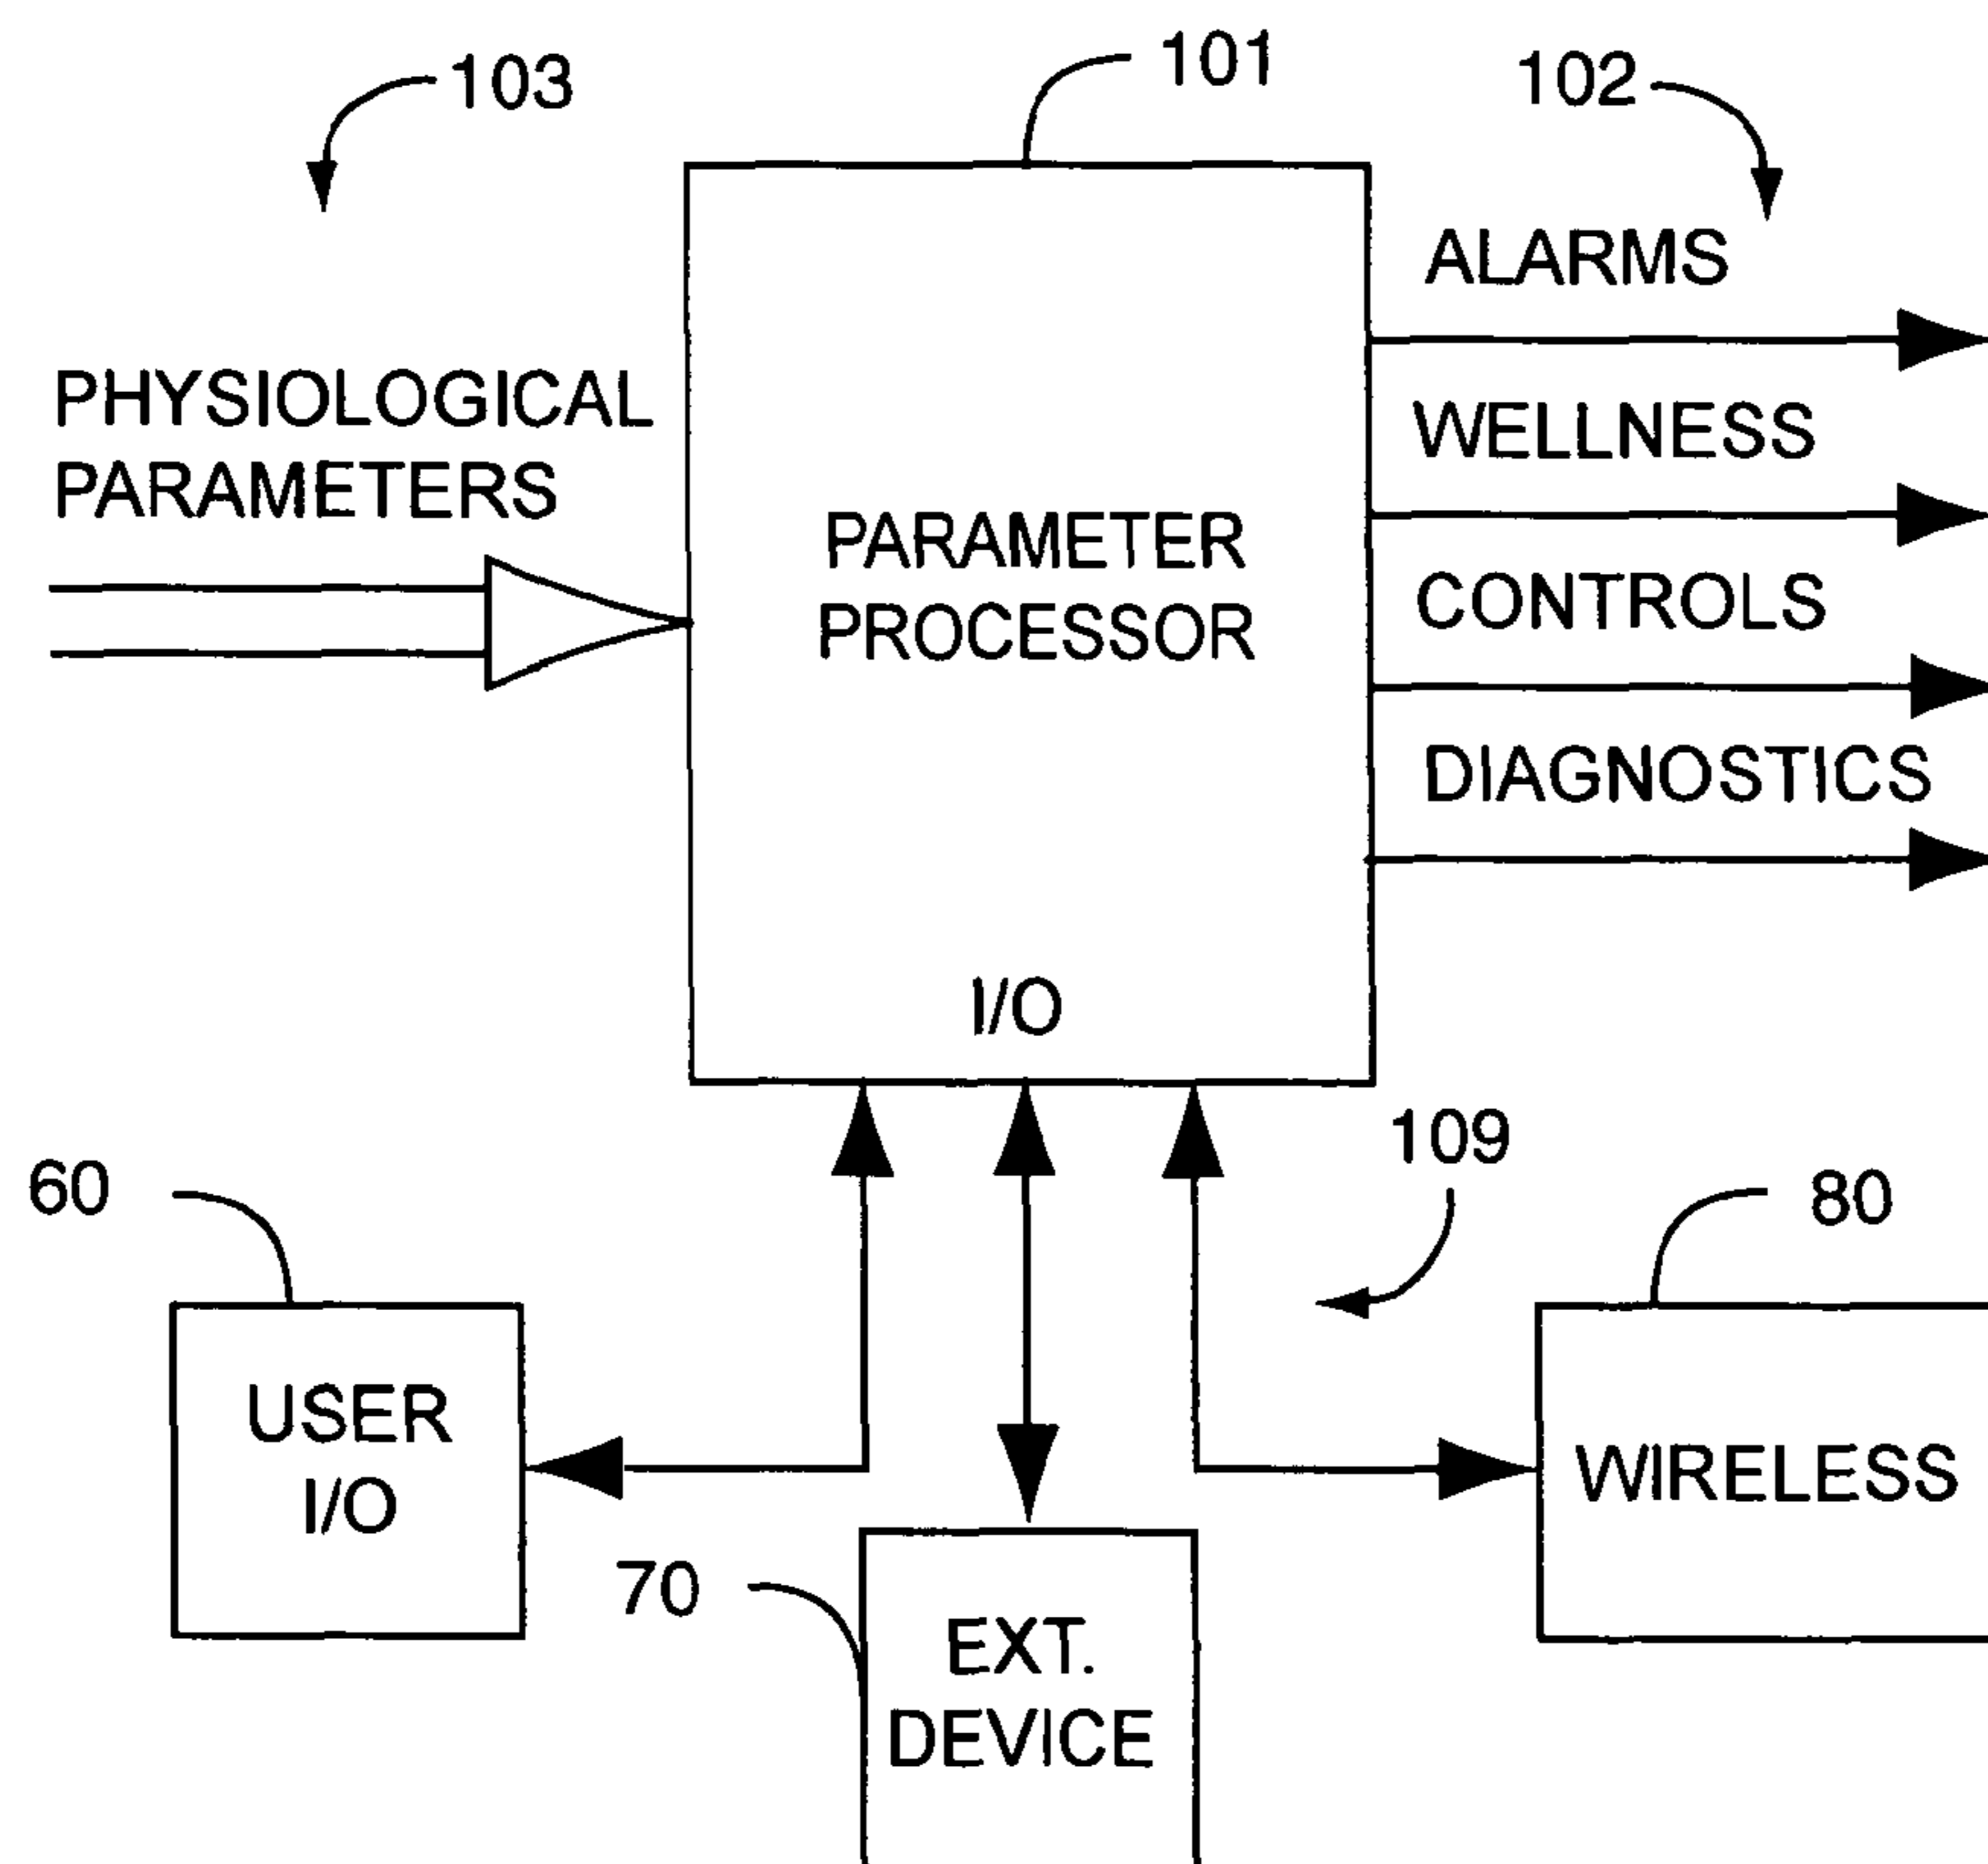 103
101
102
ALARMS
PHYSIOLOGICAL
PARAMETERS
WELLNESS
PARAMETER
PROCESSOR
CONTROLS
DIAGNOSTICS
I/O
109
60
80
USER
I/O
WIRELESS
70
EXT.
DEVICE